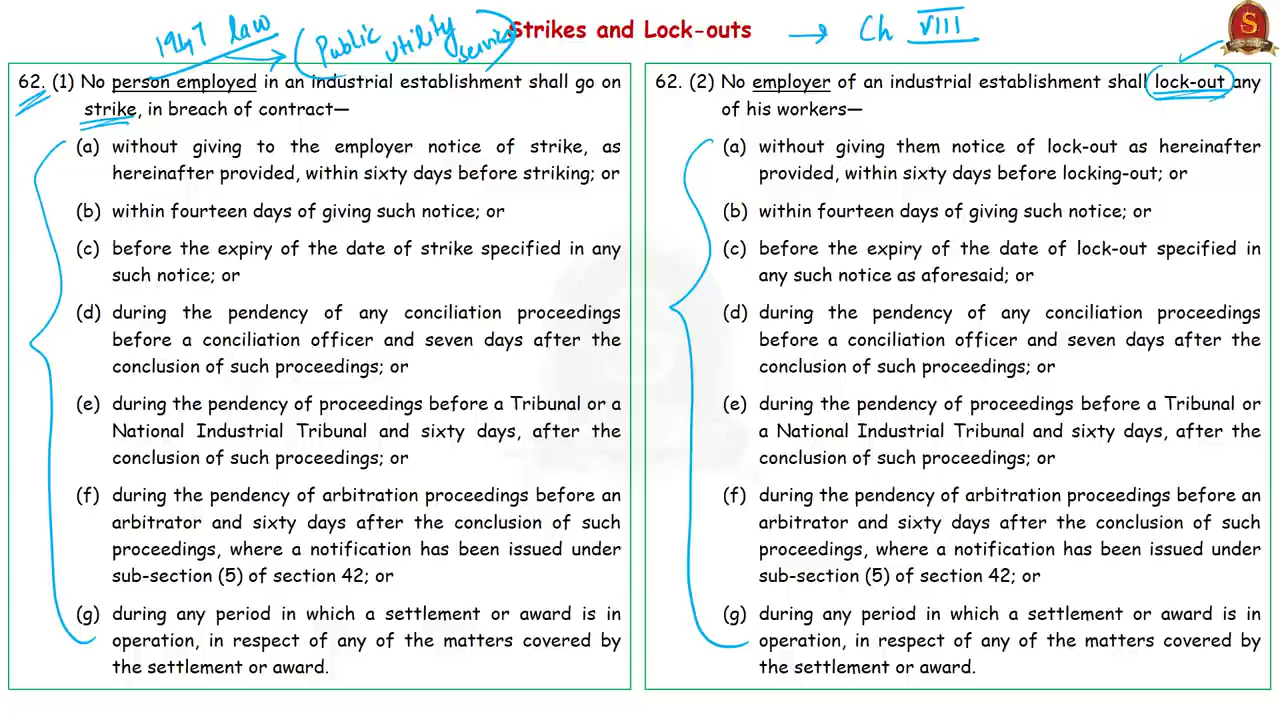 1947 law
(Public utility service)
Strikes and Lock-outs
→ Ch VIII
S
62. (1) No person employed in an industrial establishment shall go on
strike, in breach of contract—
(a) without giving to the employer notice of strike, as
hereinafter provided, within sixty days before striking; or
(b) within fourteen days of giving such notice; or
(c) before the expiry of the date of strike specified in any
such notice; or
(d) during the pendency of any conciliation proceedings
before a conciliation officer and seven days after the
conclusion of such proceedings; or
(e) during the pendency of proceedings before a Tribunal or a
National Industrial Tribunal and sixty days, after the
conclusion of such proceedings; or
(f) during the pendency of arbitration proceedings before an
arbitrator and sixty days after the conclusion of such
proceedings, where a notification has been issued under
sub-section (5) of section 42; or
(g) during any period in which a settlement or award is in
operation, in respect of any of the matters covered by
the settlement or award.
62. (2) No employer of an industrial establishment shall lock-out any
of his workers—
(a) without giving them notice of lock-out as hereinafter
provided, within sixty days before locking-out; or
(b) within fourteen days of giving such notice; or
(c) before the expiry of the date of lock-out specified in
any such notice as aforesaid; or
(d) during the pendency of any conciliation proceedings
before a conciliation officer and seven days after the
conclusion of such proceedings; or
(e) during the pendency of proceedings before a Tribunal or
a National Industrial Tribunal and sixty days, after the
conclusion of such proceedings; or
(f) during the pendency of arbitration proceedings before an
arbitrator and sixty days after the conclusion of such
proceedings, where a notification has been issued under
sub-section (5) of section 42; or
(g) during any period in which a settlement or award is in
operation, in respect of any of the matters covered by
the settlement or award.